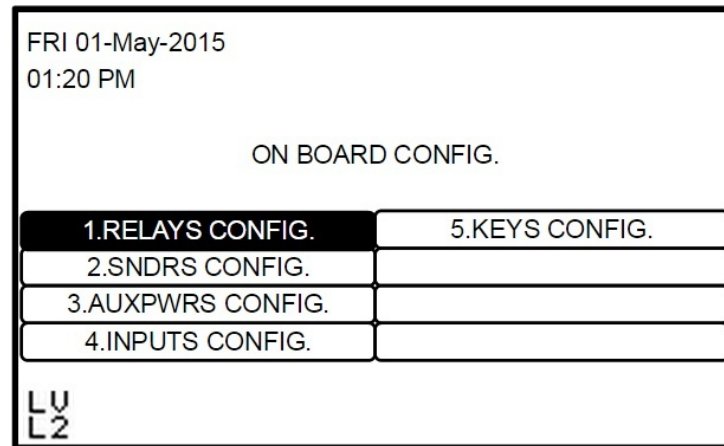 FRI 01-May-2015
01:20 PM
ON BOARD CONFIG.
1.RELAYS CONFIG.
5.KEYS CONFIG.
2.SNDRS CONFIG.
3.AUXPWRS CONFIG.
4.INPUTS CONFIG.
LV
L2